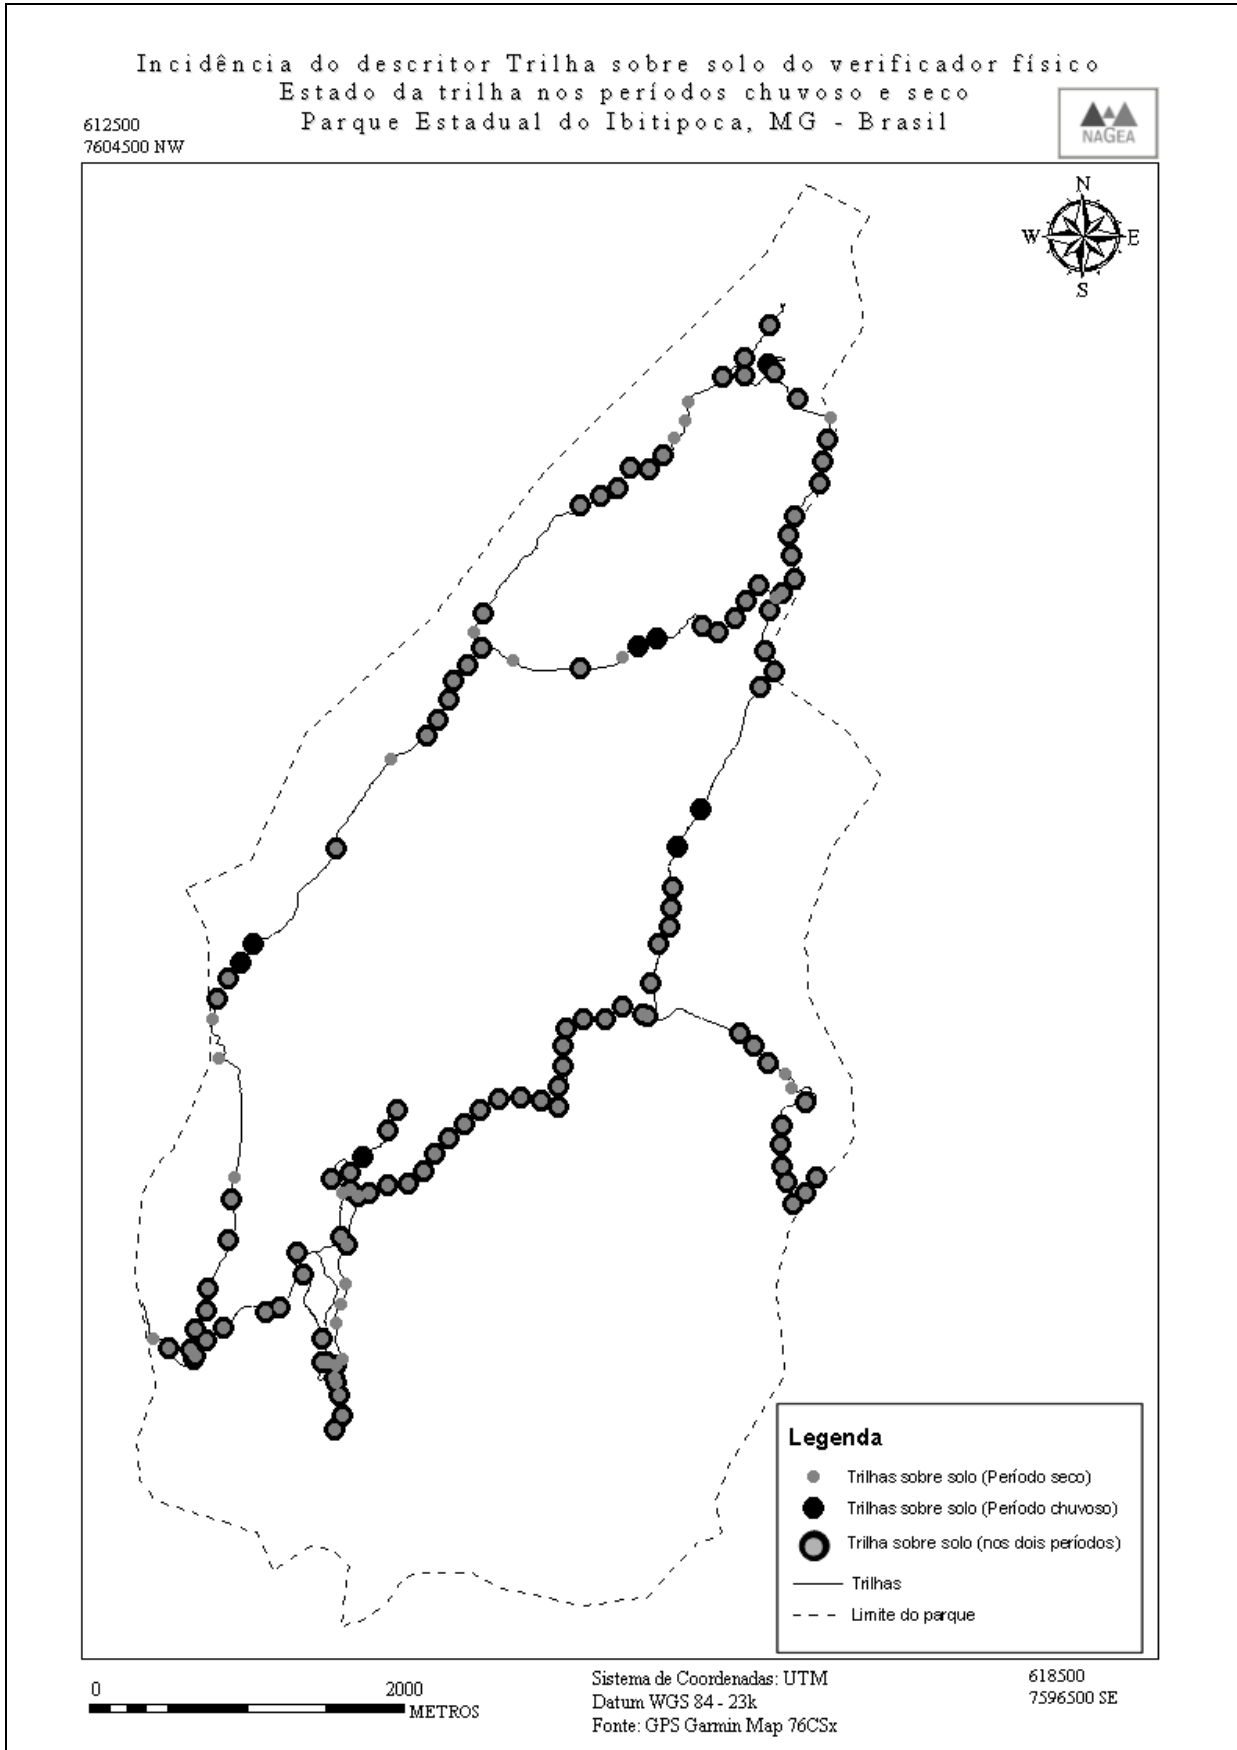 Incidência do descritor Trilha sobre solo do verificador físico
Estado da trilha nos períodos chuvoso e seco
Parque Estadual do Ibitipoca, MG - Brasil
612500
7604500 NW
NAGEA
N
W E
S
Legenda
Trilhas sobre solo (Período seco)
Trilhas sobre solo (Período chuvoso)
Trilha sobre solo (nos dois períodos)
Trilhas
Limite do parque
0 2000
METROS
Sistema de Coordenadas: UTM
Datum WGS 84 - 23k
Fonte: GPS Garmin Map 76CSx
618500
7596500 SE